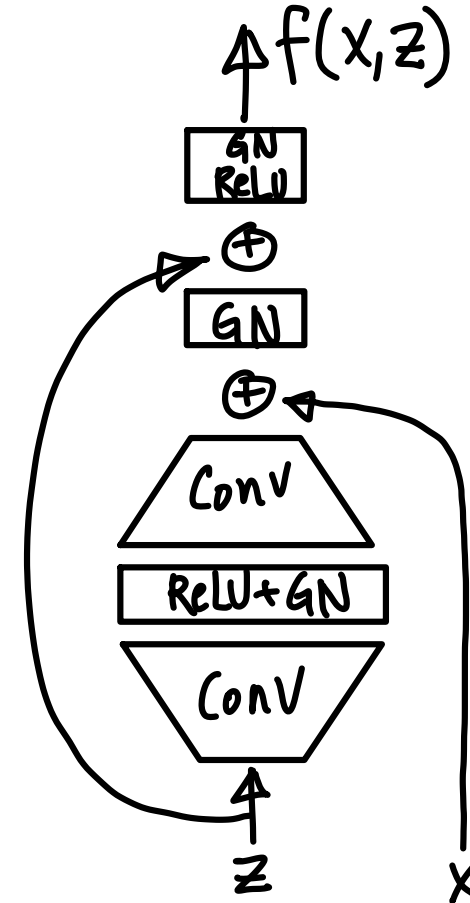 f(x,z)
GN
ReLU
+
GN
+
Conv
ReLU+GN
Conv
z
x